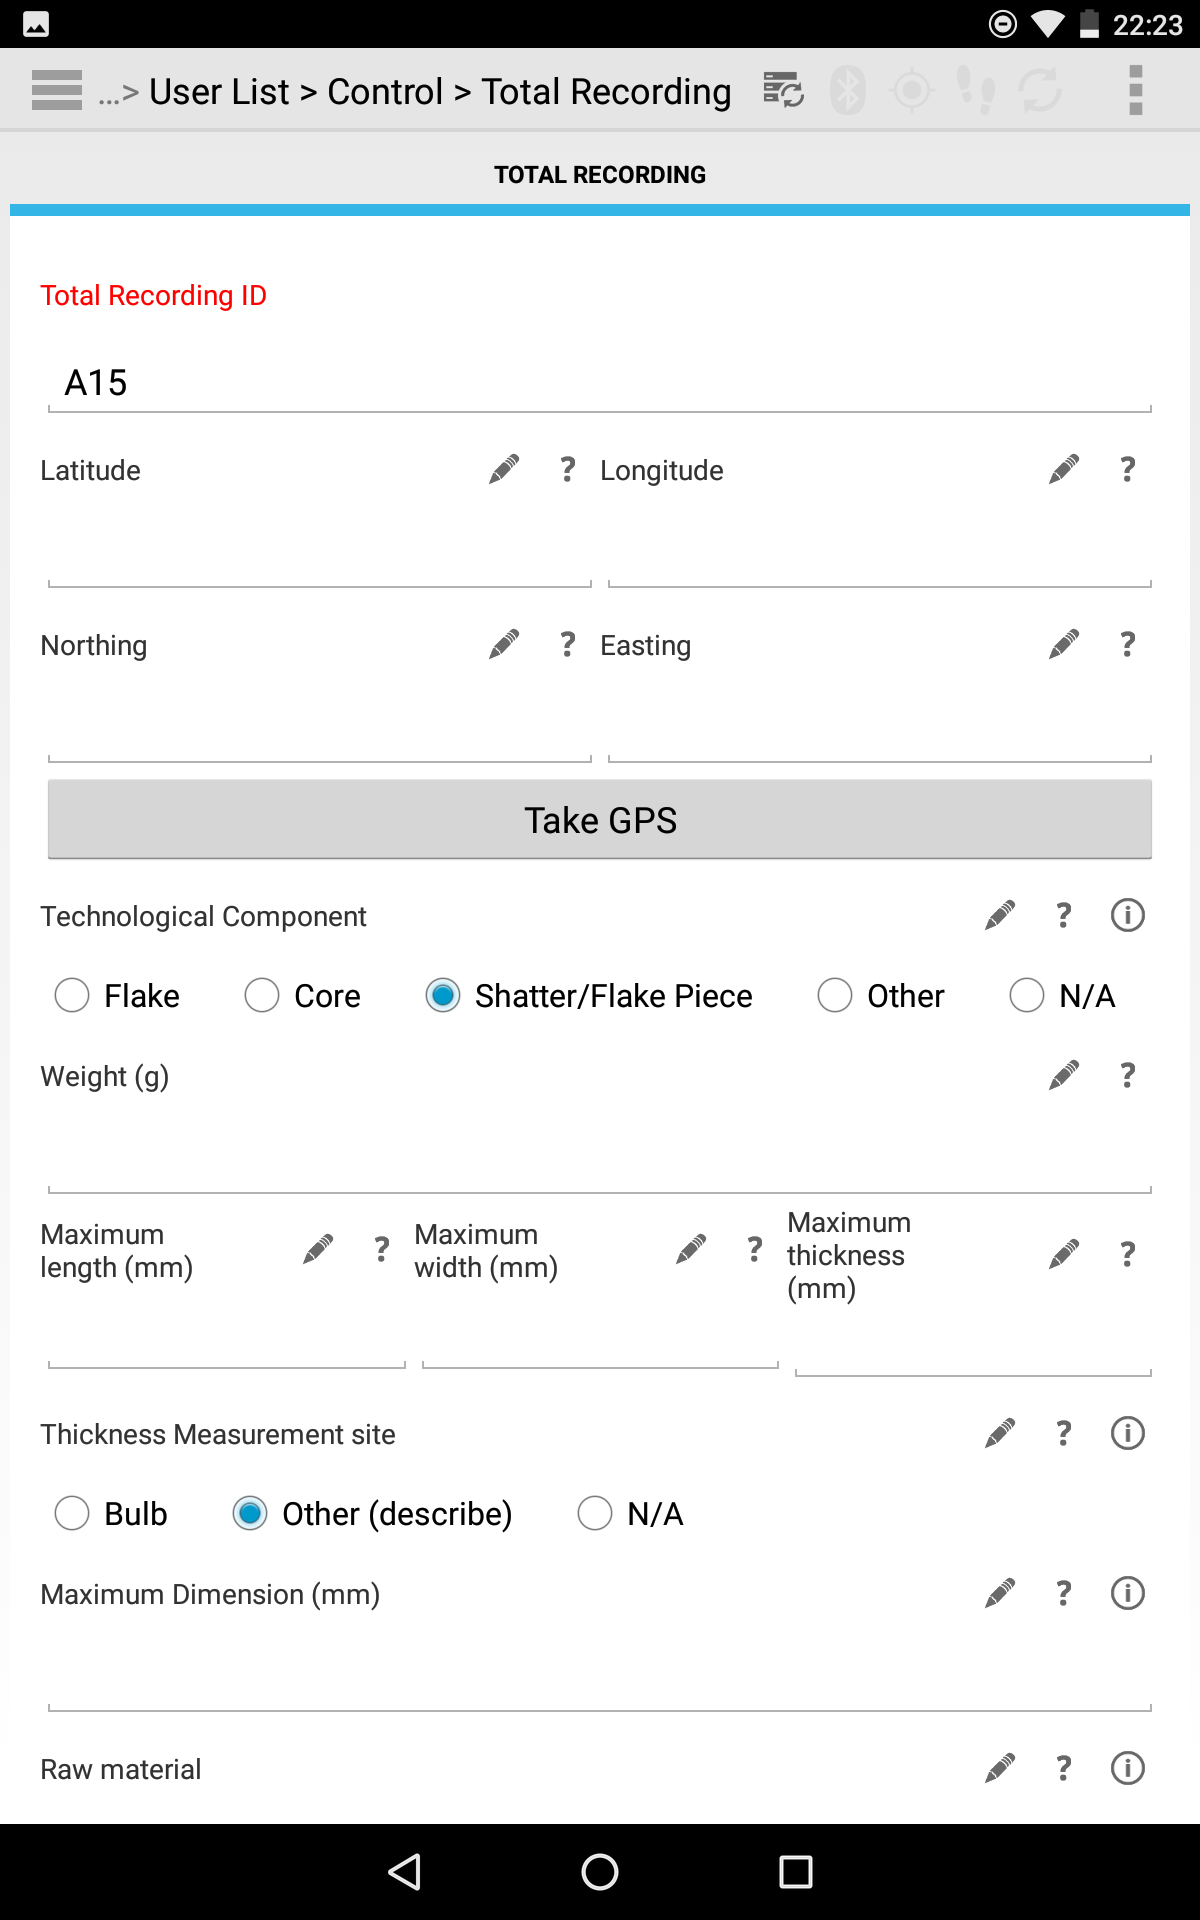 22:23
...> User List > Control > Total Recording
TOTAL RECORDING
Total Recording ID
A15
Latitude ? Longitude ?
Northing ? Easting ?
Take GPS
Technological Component ? i
Flake Core Shatter/Flake Piece Other N/A
Weight (g) ?
Maximum
length (mm) ?
Maximum
width (mm) ?
Maximum
thickness
(mm) ?
Thickness Measurement site ? i
Bulb Other (describe) N/A
Maximum Dimension (mm) ? i
Raw material ? i